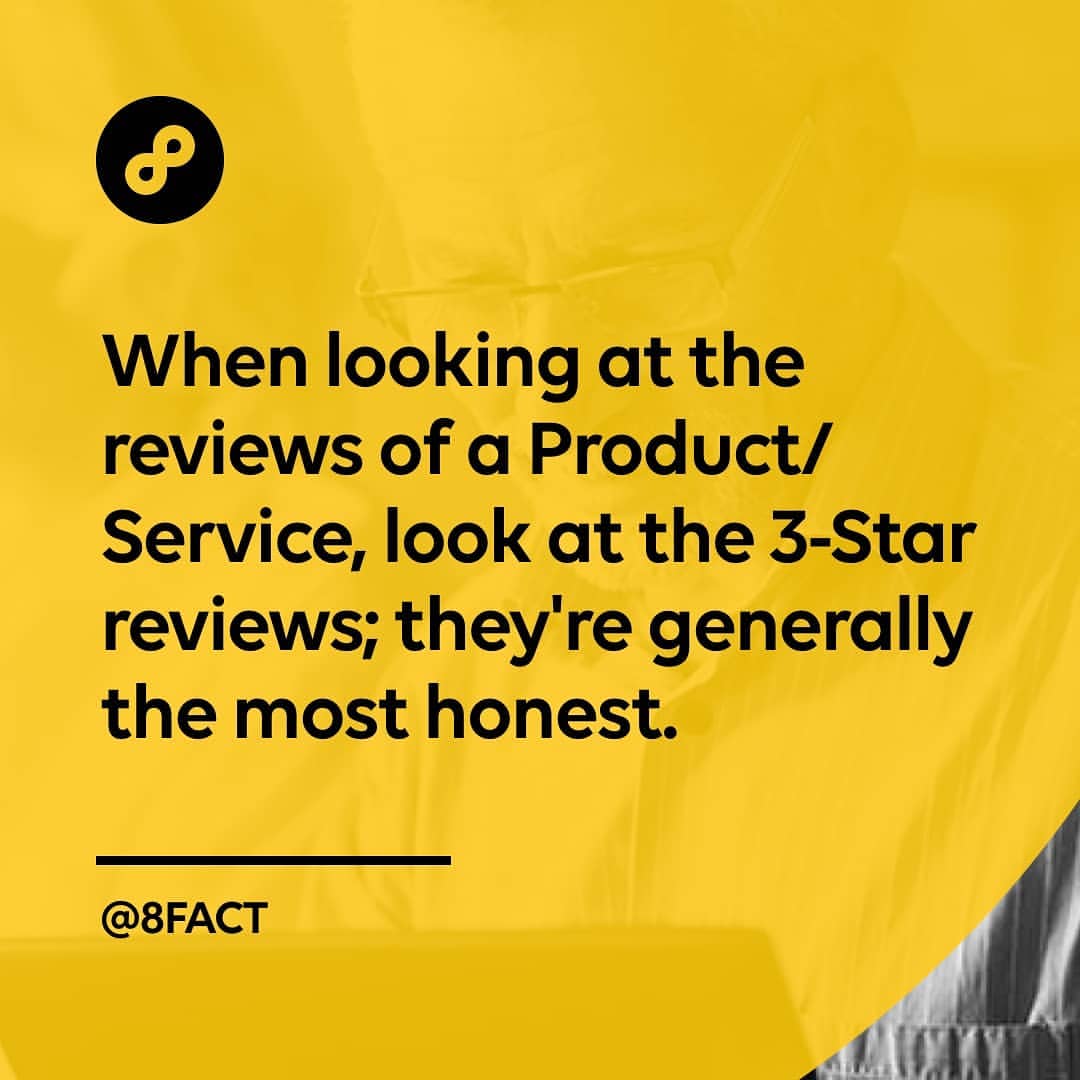 When looking at the
reviews of a Product/
Service, look at the 3-Star
reviews; they're generally
the most honest.
@8FACT